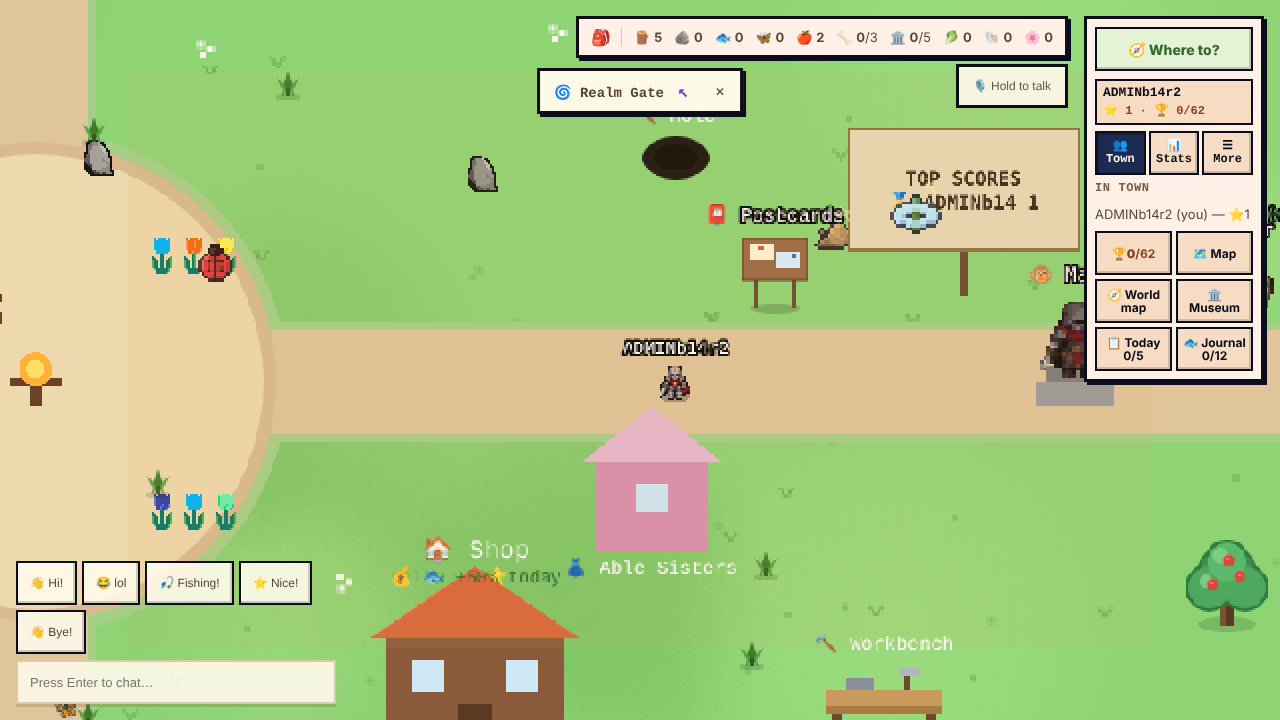 🎒 🪵 5 🪨 0 🐟 0 🦋 0 🍎 2 🦴 0/3 🏛️ 0/5 🥬 0 🐚 0 🌸 0
🧭 Where to?
🌀 Realm Gate ↖ ✕
🎙️ Hold to talk
ADMINb14r2
⭐ 1 · 🏆 0/62
👥 Town
📊 Stats
☰ More
IN TOWN
ADMINb14r2 (you) — ⭐1
🏆0/62
🗺️ Map
🧭 World map
🏛️ Museum
📋 Today 0/5
🐟 Journal 0/12
TOP SCORES
ADMINb14 1
📮 Postcards
ADMINb14r2
🏠 Shop
today
👗 Able Sisters
🔨 Workbench
👋 Hi!
😂 lol
🎣 Fishing!
⭐ Nice!
👋 Bye!
Press Enter to chat…